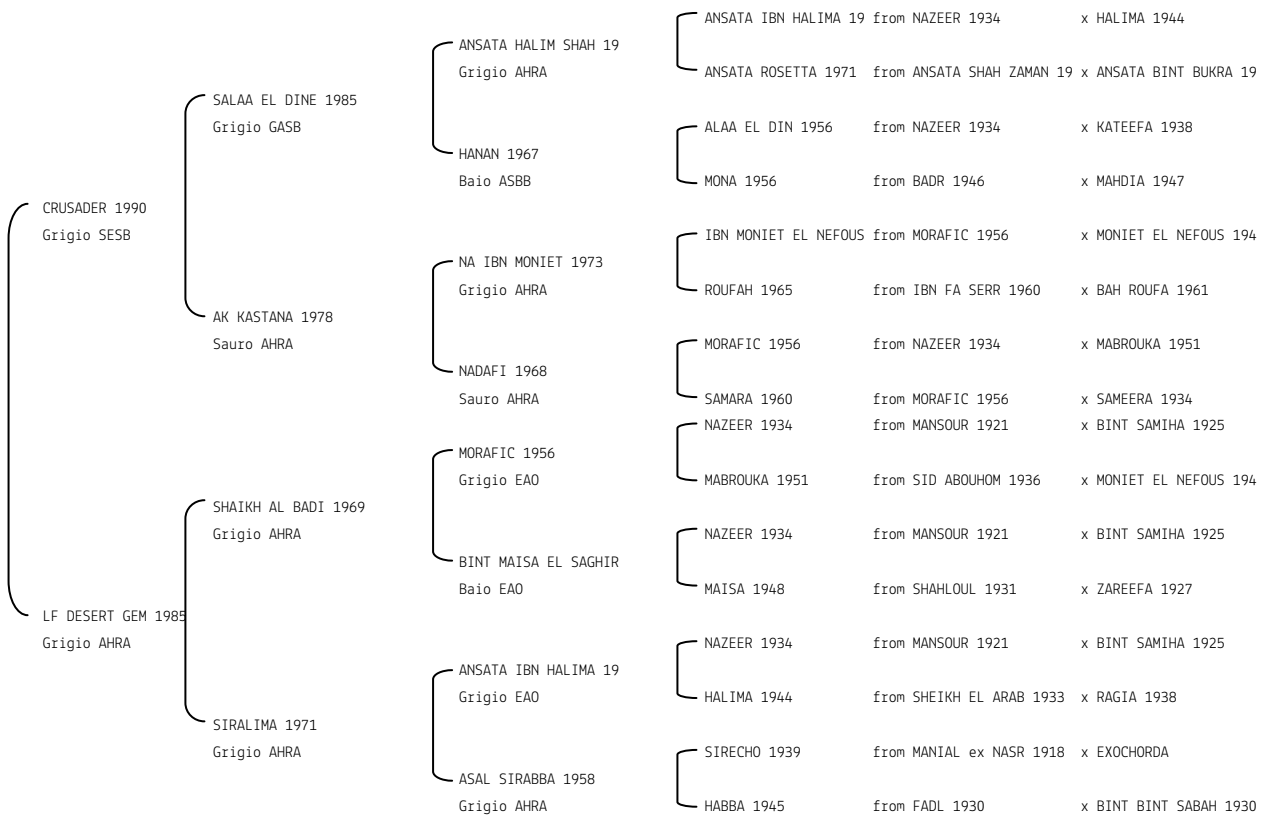 ANSATA IBN HALIMA 19 from NAZEER 1934 x HALIMA 1944
ANSATA HALIM SHAH 19
Grigio AHRA
ANSATA ROSETTA 1971 from ANSATA SHAH ZAMAN 19 x ANSATA BINT BUKRA 19
SALAA EL DINE 1985
Grigio GASB
ALAA EL DIN 1956 from NAZEER 1934 x KATEEFA 1938
HANAN 1967
Baio ASBB
MONA 1956 from BADR 1946 x MAHDIA 1947
CRUSADER 1990
Grigio SESB
IBN MONIET EL NEFOUS from MORAFIC 1956 x MONIET EL NEFOUS 194
NA IBN MONIET 1973
Grigio AHRA
ROUFAH 1965 from IBN FA SERR 1960 x BAH ROUFA 1961
AK KASTANA 1978
Sauro AHRA
MORAFIC 1956 from NAZEER 1934 x MABROUKA 1951
NADAFI 1968
Sauro AHRA
SAMARA 1960 from MORAFIC 1956 x SAMEERA 1934
NAZEER 1934 from MANSOUR 1921 x BINT SAMIHA 1925
MORAFIC 1956
Grigio EAO
MABROUKA 1951 from SID ABOUHOM 1936 x MONIET EL NEFOUS 194
SHAIKH AL BADI 1969
Grigio AHRA
NAZEER 1934 from MANSOUR 1921 x BINT SAMIHA 1925
BINT MAISA EL SAGHIR
Baio EAO
MAISA 1948 from SHAHLOUL 1931 x ZAREEFA 1927
LF DESERT GEM 1985
Grigio AHRA
NAZEER 1934 from MANSOUR 1921 x BINT SAMIHA 1925
ANSATA IBN HALIMA 19
Grigio EAO
HALIMA 1944 from SHEIKH EL ARAB 1933 x RAGIA 1938
SIRALIMA 1971
Grigio AHRA
SIRECHO 1939 from MANIAL ex NASR 1918 x EXOCHORDA
ASAL SIRABBA 1958
Grigio AHRA
HABBA 1945 from FADL 1930 x BINT BINT SABAH 1930